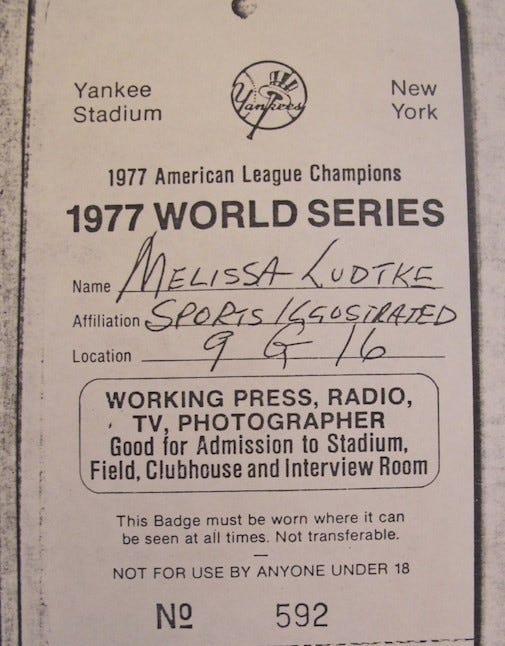 Yankee
Stadium
Yankees
New
York
1977 American League Champions
1977 WORLD SERIES
Name MELISSA LUDTKE
Affiliation SPORTS ILLUSTRATED
Location 9 G 16
WORKING PRESS, RADIO,
TV, PHOTOGRAPHER
Good for Admission to Stadium,
Field, Clubhouse and Interview Room
This Badge must be worn where it can
be seen at all times. Not transferable.
NOT FOR USE BY ANYONE UNDER 18
Nº 592